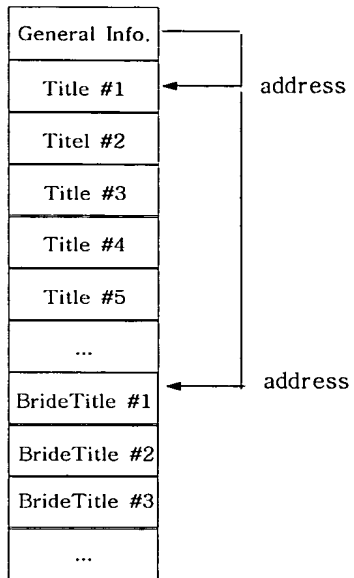 General Info.
Title #1
address
Titel #2
Title #3
Title #4
Title #5
...
BrideTitle #1
address
BrideTitle #2
BrideTitle #3
...